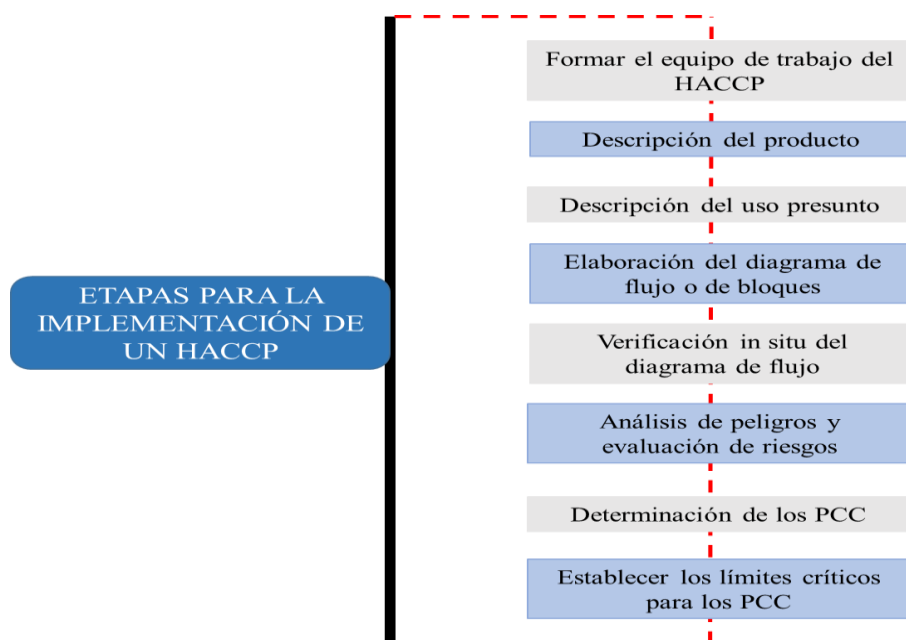 Formar el equipo de trabajo del
HACCP
Descripción del producto
Descripción del uso presunto
Elaboración del diagrama de
flujo o de bloques
ETAPAS PARA LA
IMPLEMENTACIÓN DE
UN HACCP
Verificación in situ del
diagrama de flujo
Análisis de peligros y
evaluación de riesgos
Determinación de los PCC
Establecer los límites críticos
para los PCC